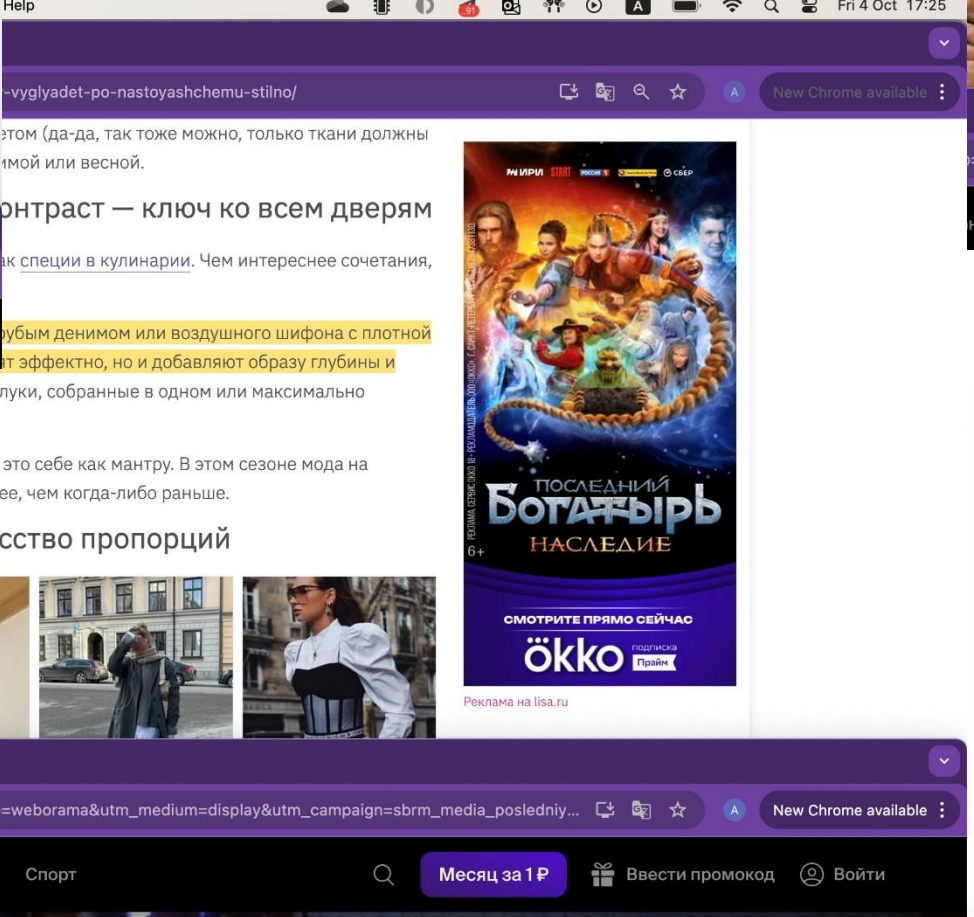 Help
91
A
Fri 4 Oct 17:25
-vyglyadet-po-nastoyashchemu-stilno/
A
New Chrome available
етом (да-да, так тоже можно, только ткани должны
имой или весной.
онтраст — ключ ко всем дверям
ак специи в кулинарии. Чем интереснее сочетания,
рубым денимом или воздушного шифона с плотной
ят эффектно, но и добавляют образу глубины и
луки, собранные в одном или максимально
это себе как мантру. В этом сезоне мода на
ее, чем когда-либо раньше.
сство пропорций
ИРИ START РОССИЯ 1 СБЕР
ПОСЛЕДНИЙ
БОГАТЫРЬ
НАСЛЕДИЕ
6+
СМОТРИТЕ ПРЯМО СЕЙЧАС
ökko
подписка
Прайм
Реклама на lisa.ru
=weborama&utm_medium=display&utm_campaign=sbrm_media_posledniy...
A
New Chrome available
Спорт
Месяц за 1 ₽
Ввести промокод
Войти